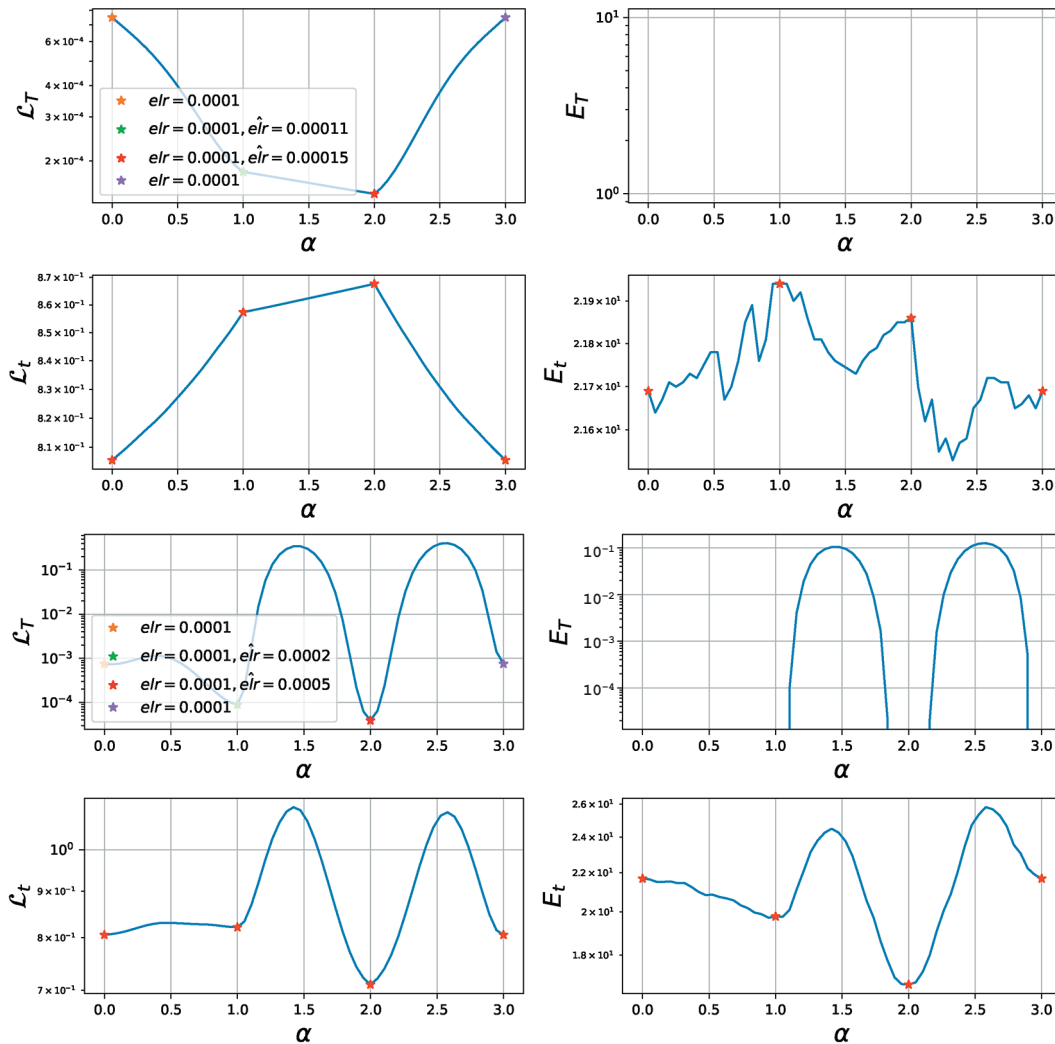 6 × 10⁻⁴
4 × 10⁻⁴
3 × 10⁻⁴
2 × 10⁻⁴
ℒ_T
elr = 0.0001
elr = 0.0001, el̂r = 0.00011
elr = 0.0001, el̂r = 0.00015
elr = 0.0001
0.0 0.5 1.0 1.5 2.0 2.5 3.0
α
10¹
10⁰
E_T
0.0 0.5 1.0 1.5 2.0 2.5 3.0
α
8.7 × 10⁻¹
8.6 × 10⁻¹
8.5 × 10⁻¹
8.4 × 10⁻¹
8.3 × 10⁻¹
8.2 × 10⁻¹
8.1 × 10⁻¹
ℒ_t
0.0 0.5 1.0 1.5 2.0 2.5 3.0
α
2.19 × 10¹
2.18 × 10¹
2.17 × 10¹
2.16 × 10¹
E_t
0.0 0.5 1.0 1.5 2.0 2.5 3.0
α
10⁻¹
10⁻²
10⁻³
10⁻⁴
ℒ_T
elr = 0.0001
elr = 0.0001, el̂r = 0.0002
elr = 0.0001, el̂r = 0.0005
elr = 0.0001
0.0 0.5 1.0 1.5 2.0 2.5 3.0
α
10⁻¹
10⁻²
10⁻³
10⁻⁴
E_T
0.0 0.5 1.0 1.5 2.0 2.5 3.0
α
10⁰
9 × 10⁻¹
8 × 10⁻¹
7 × 10⁻¹
ℒ_t
0.0 0.5 1.0 1.5 2.0 2.5 3.0
α
2.6 × 10¹
2.4 × 10¹
2.2 × 10¹
2 × 10¹
1.8 × 10¹
E_t
0.0 0.5 1.0 1.5 2.0 2.5 3.0
α